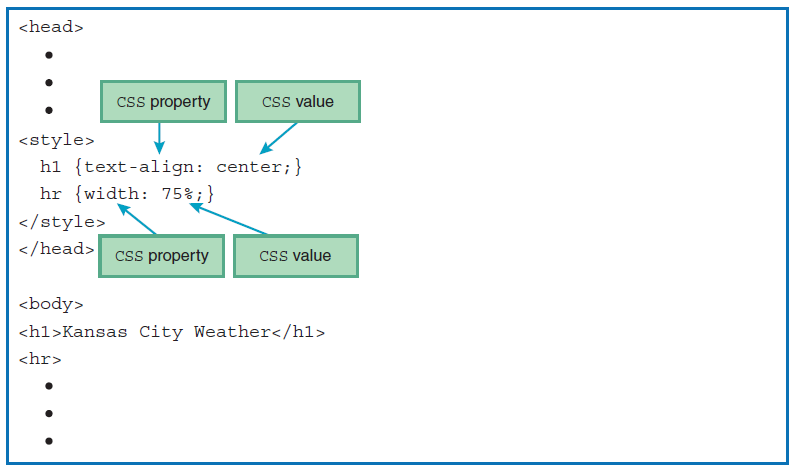 <head>
•
•
•
CSS property CSS value
<style>
h1 {text-align: center;}
hr {width: 75%;}
</style>
</head>
CSS property CSS value
<body>
<h1>Kansas City Weather</h1>
<hr>
•
•
•